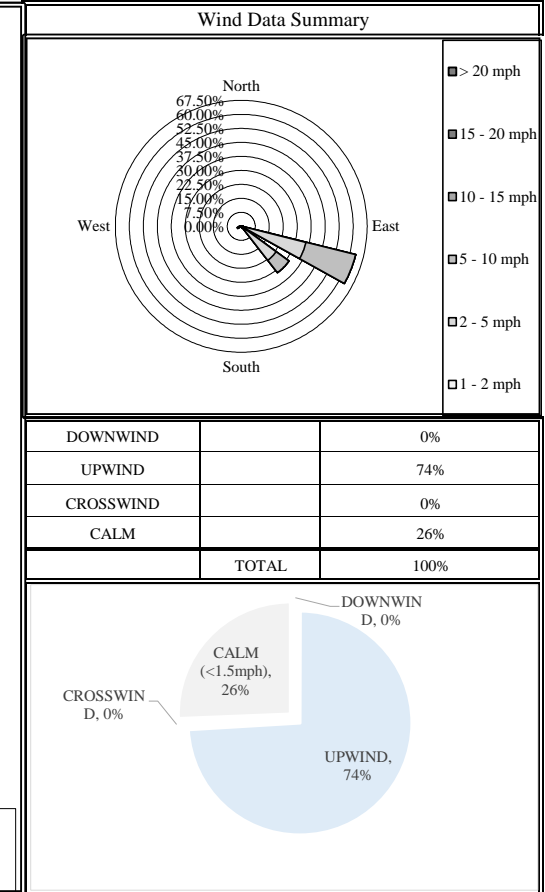 Wind Data Summary
North
67.50%
60.00%
52.50%
45.00%
37.50%
30.00%
22.50%
15.00%
7.50%
0.00%
West
East
South
> 20 mph
15 - 20 mph
10 - 15 mph
5 - 10 mph
2 - 5 mph
1 - 2 mph
DOWNWIND 0%
UPWIND 74%
CROSSWIND 0%
CALM 26%
TOTAL 100%
DOWNWIN
D, 0%
CALM
(<1.5mph),
26%
CROSSWIN
D, 0%
UPWIND,
74%